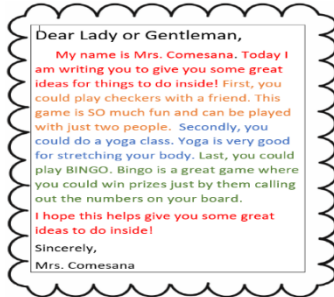 Dear Lady or Gentleman,
My name is Mrs. Comesana. Today I
am writing you to give you some great
ideas for things to do inside! First, you
could play checkers with a friend. This
game is SO much fun and can be played
with just two people. Secondly, you
could do a yoga class. Yoga is very good
for stretching your body. Last, you could
play BINGO. Bingo is a great game where
you could win prizes just by them calling
out the numbers on your board.
I hope this helps give you some great
ideas to do inside!
Sincerely,
Mrs. Comesana